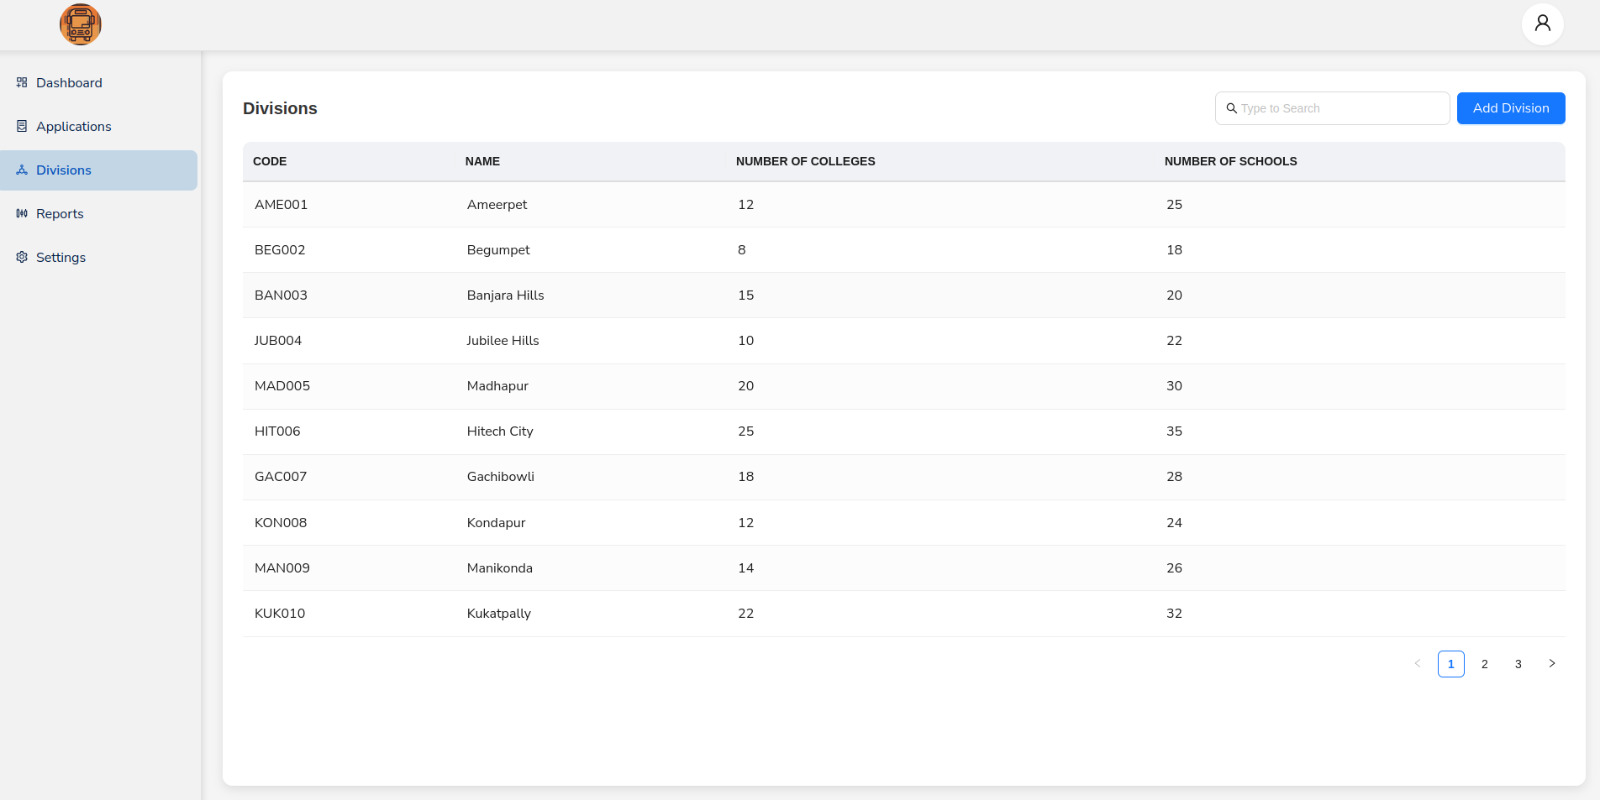 Dashboard
Applications
Divisions
Reports
Settings
Divisions
Type to Search
Add Division
CODE NAME NUMBER OF COLLEGES NUMBER OF SCHOOLS
AME001 Ameerpet 12 25
BEG002 Begumpet 8 18
BAN003 Banjara Hills 15 20
JUB004 Jubilee Hills 10 22
MAD005 Madhapur 20 30
HIT006 Hitech City 25 35
GAC007 Gachibowli 18 28
KON008 Kondapur 12 24
MAN009 Manikonda 14 26
KUK010 Kukatpally 22 32
1 2 3